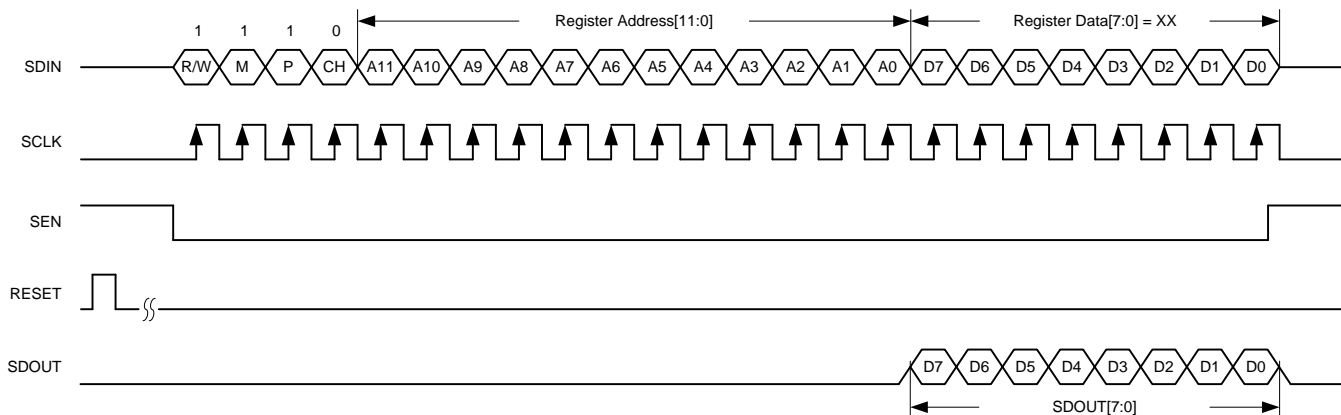 1 1 1 0
Register Address[11:0] Register Data[7:0] = XX
SDIN R/W M P CH A11 A10 A9 A8 A7 A6 A5 A4 A3 A2 A1 A0 D7 D6 D5 D4 D3 D2 D1 D0
SCLK
SEN
RESET
SDOUT D7 D6 D5 D4 D3 D2 D1 D0
SDOUT[7:0]